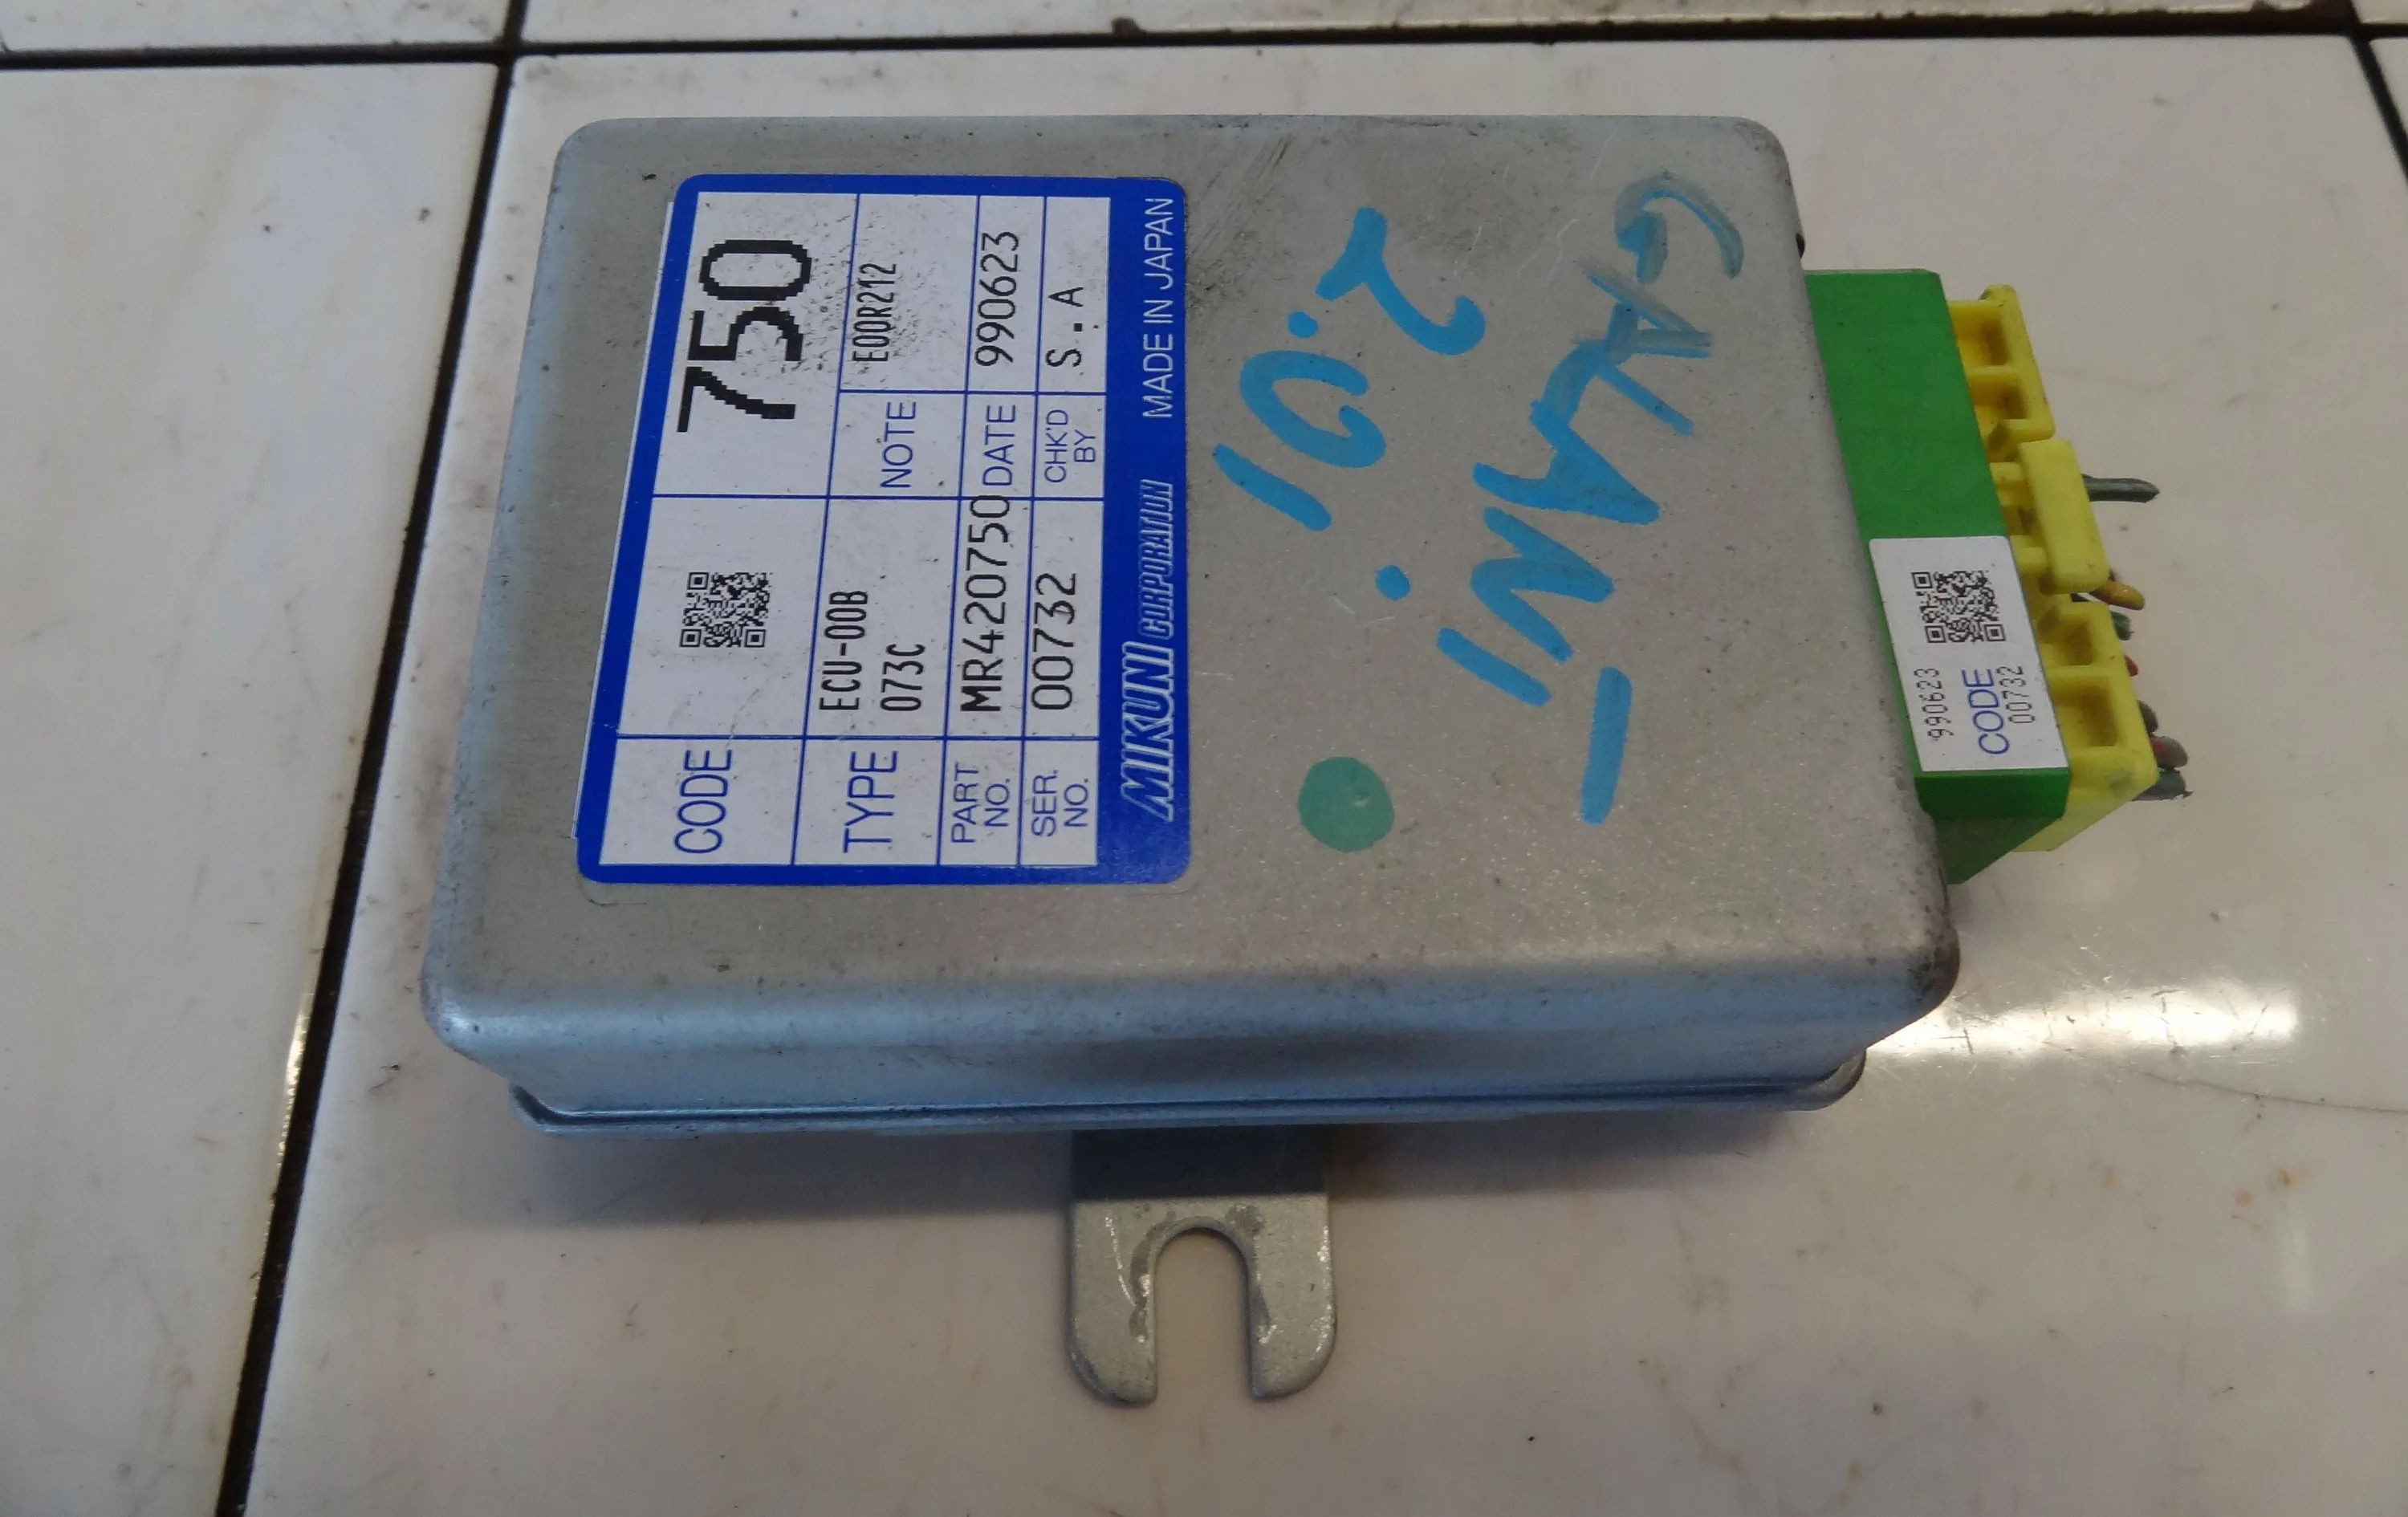 CODE 750
TYPE ECU-00B
073C
NOTE E00R212
PART NO. MR420750 DATE 990623
SER. NO. 00732 CHK'D BY S.A
MIKUNI CORPORATION MADE IN JAPAN
2.0i
990623
CODE
00732